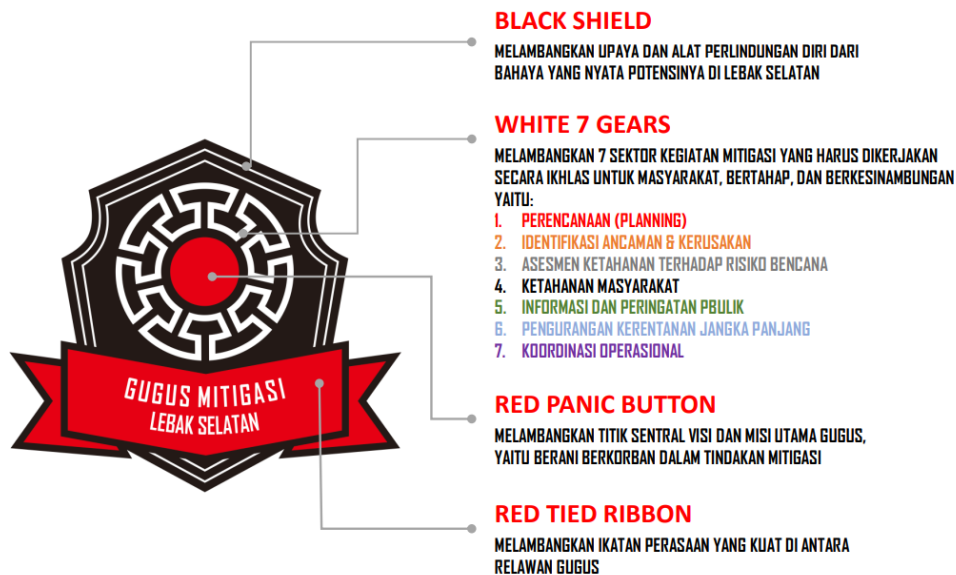 BLACK SHIELD
MELAMBANGKAN UPAYA DAN ALAT PERLINDUNGAN DIRI DARI
BAHAYA YANG NYATA POTENSINYA DI LEBAK SELATAN
WHITE 7 GEARS
MELAMBANGKAN 7 SEKTOR KEGIATAN MITIGASI YANG HARUS DIKERJAKAN
SECARA IKHLAS UNTUK MASYARAKAT, BERTAHAP, DAN BERKESINAMBUNGAN
YAITU:
1. PERENCANAAN (PLANNING)
2. IDENTIFIKASI ANCAMAN & KERUSAKAN
3. ASESMEN KETAHANAN TERHADAP RISIKO BENCANA
4. KETAHANAN MASYARAKAT
5. INFORMASI DAN PERINGATAN PBULIK
6. PENGURANGAN KERENTANAN JANGKA PANJANG
7. KOORDINASI OPERASIONAL
GUGUS MITIGASI
LEBAK SELATAN
RED PANIC BUTTON
MELAMBANGKAN TITIK SENTRAL VISI DAN MISI UTAMA GUGUS,
YAITU BERANI BERKORBAN DALAM TINDAKAN MITIGASI
RED TIED RIBBON
MELAMBANGKAN IKATAN PERASAAN YANG KUAT DI ANTARA
RELAWAN GUGUS